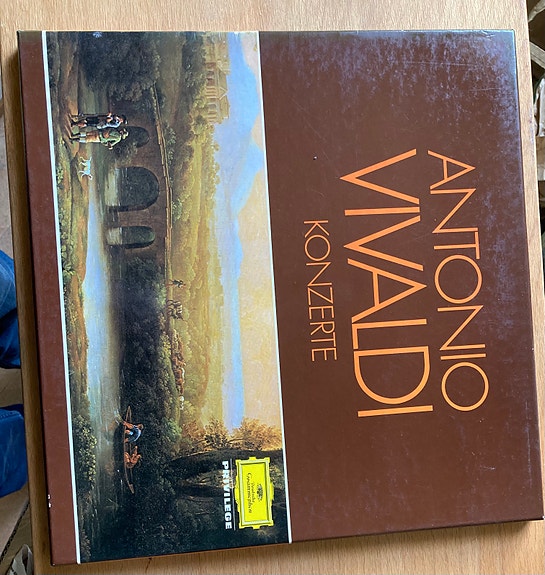 ANTONIO
VIVALDI
KONZERTE
Deutsche
Grammophon
PRIVILEGE